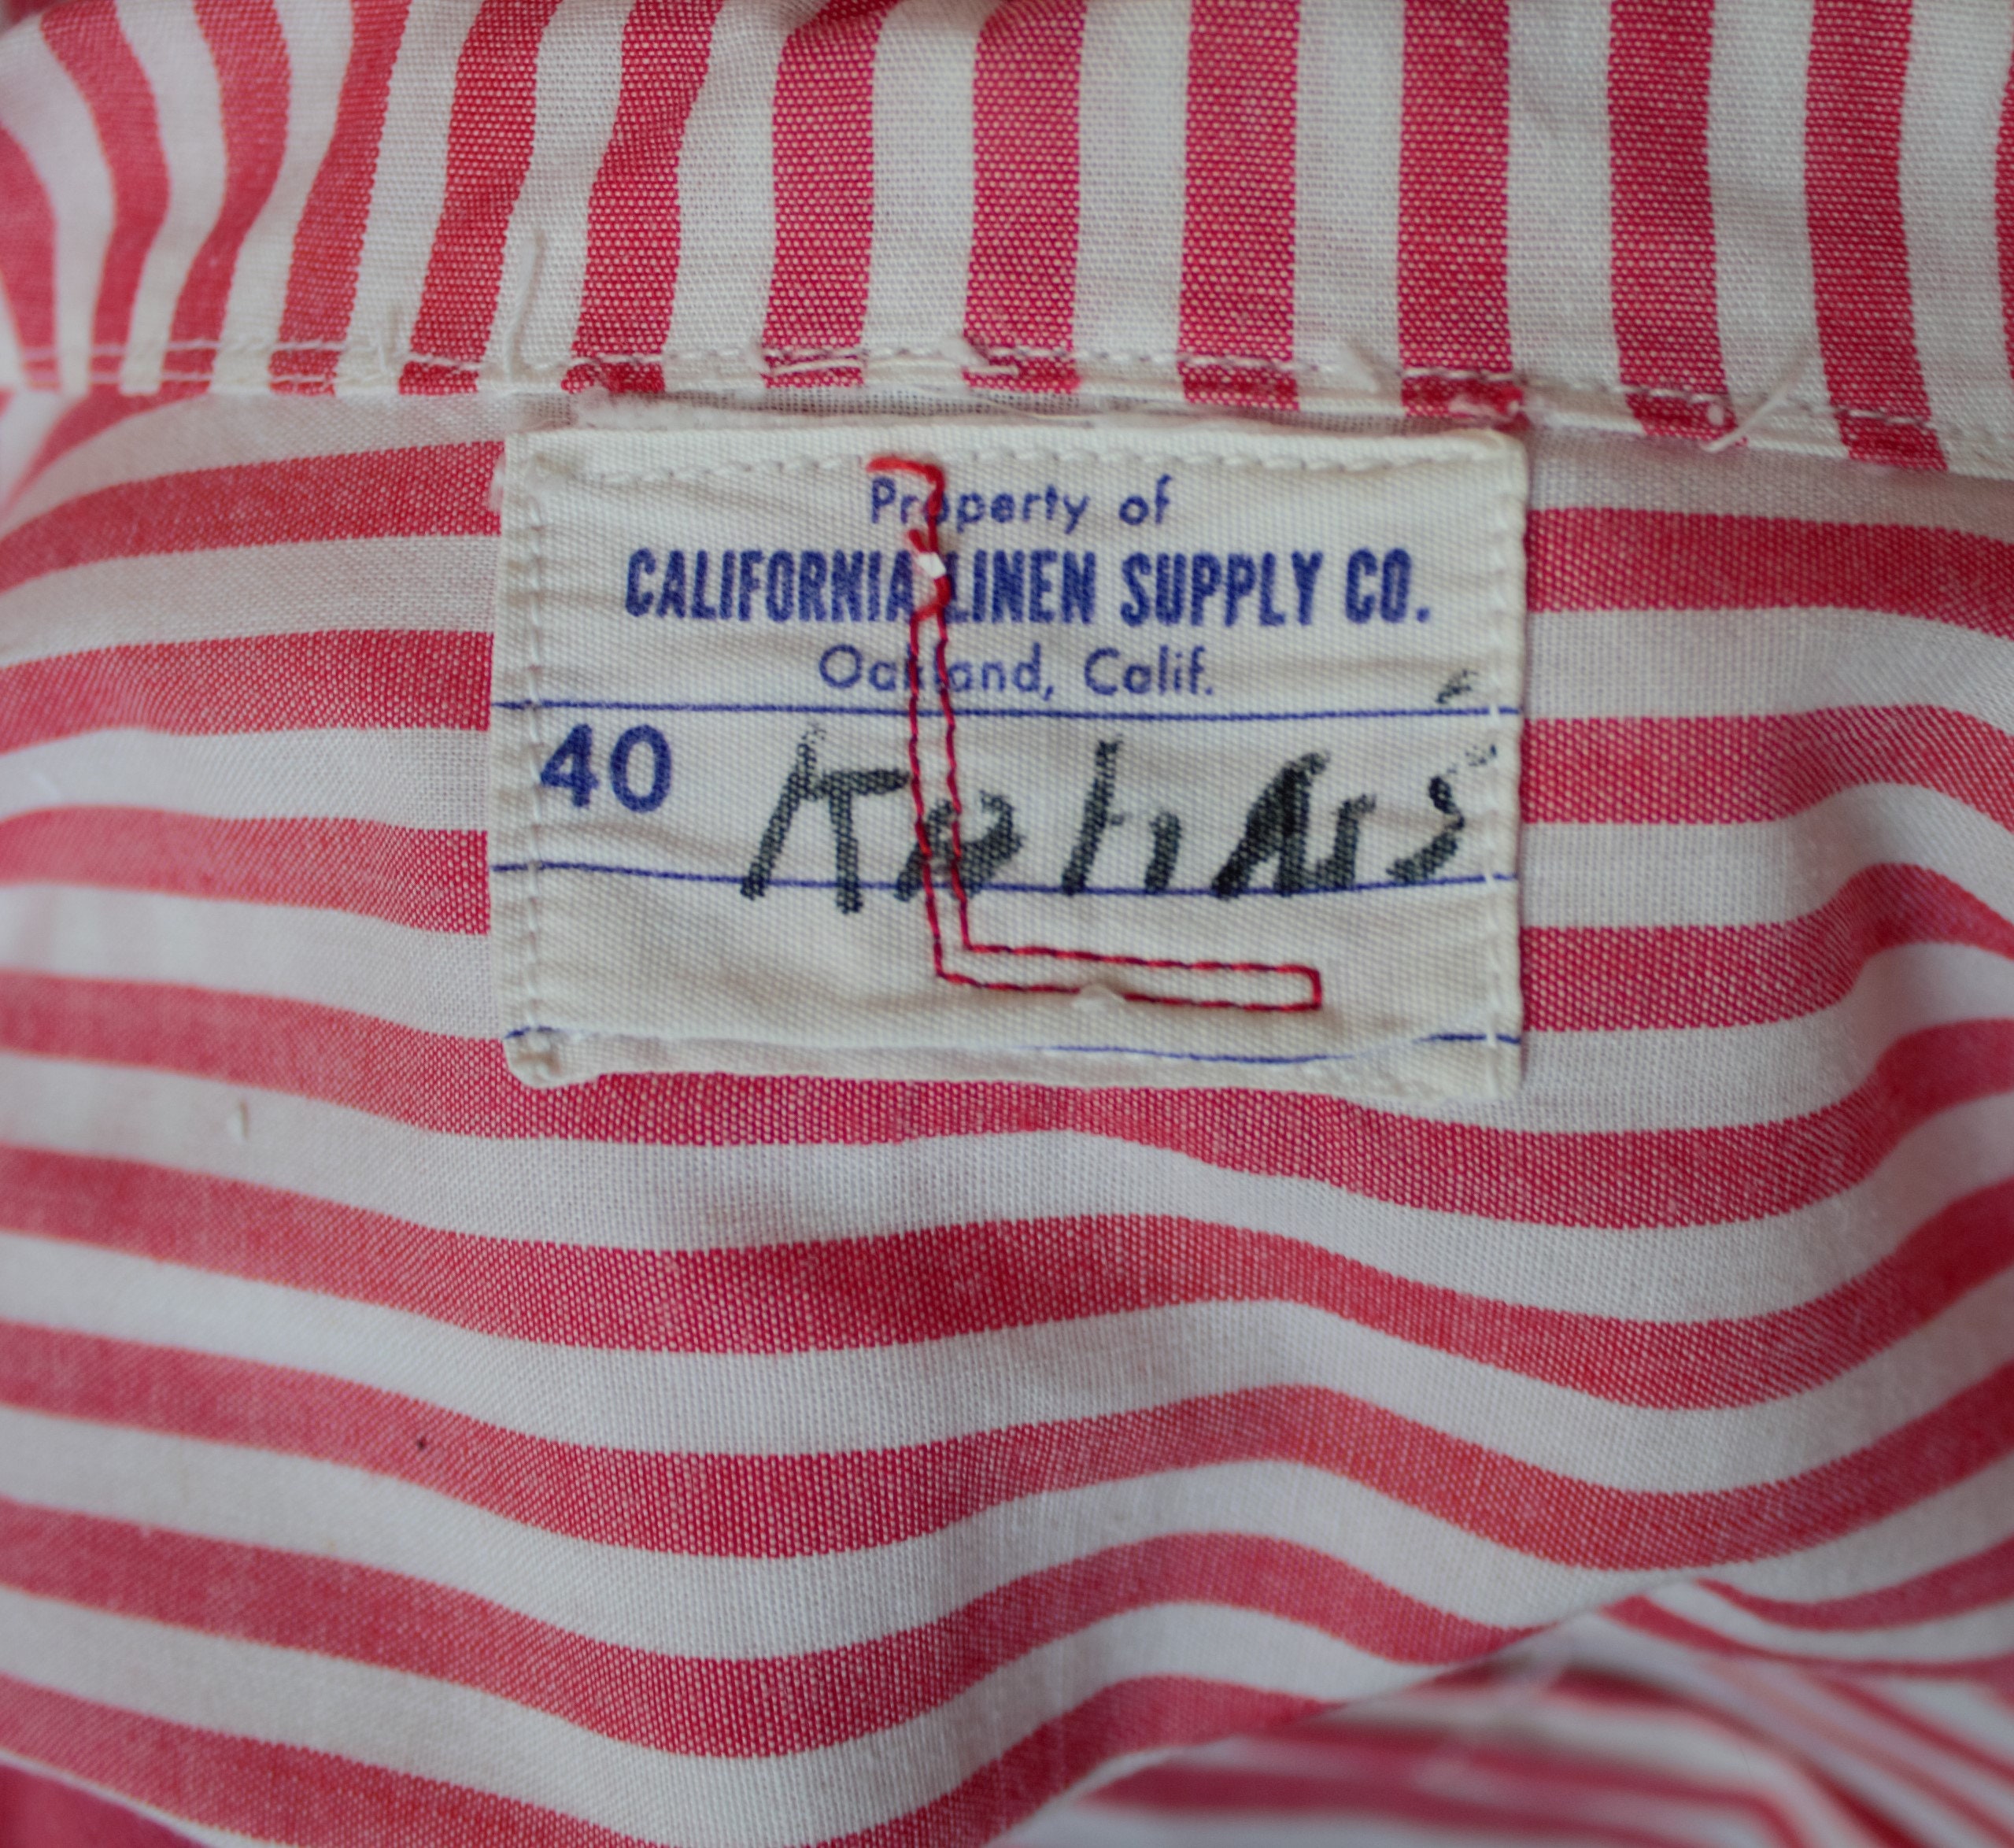 Property of
CALIFORNIA LINEN SUPPLY CO.
Oakland, Calif.
40